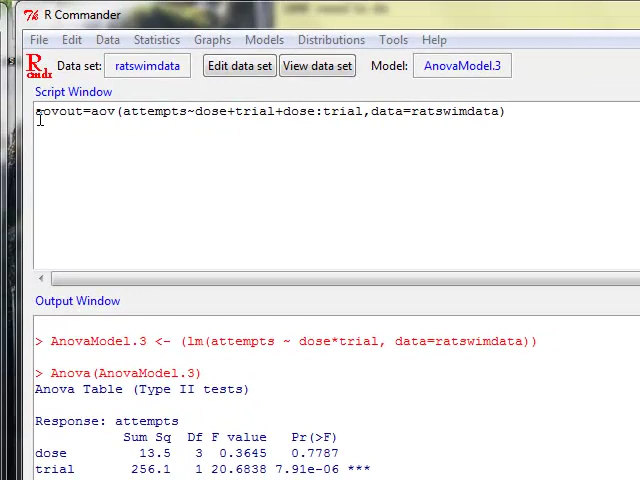 R Commander
File Edit Data Statistics Graphs Models Distributions Tools Help
R cmdr Data set: ratswimdata Edit data set View data set Model: AnovaModel.3
Script Window
aovout=aov(attempts~dose+trial+dose:trial,data=ratswimdata)
Output Window
> AnovaModel.3 <- (lm(attempts ~ dose*trial, data=ratswimdata))
> Anova(AnovaModel.3)
Anova Table (Type II tests)
Response: attempts
Sum Sq Df F value Pr(>F)
dose 13.5 3 0.3645 0.7787
trial 256.1 1 20.6838 7.91e-06 ***